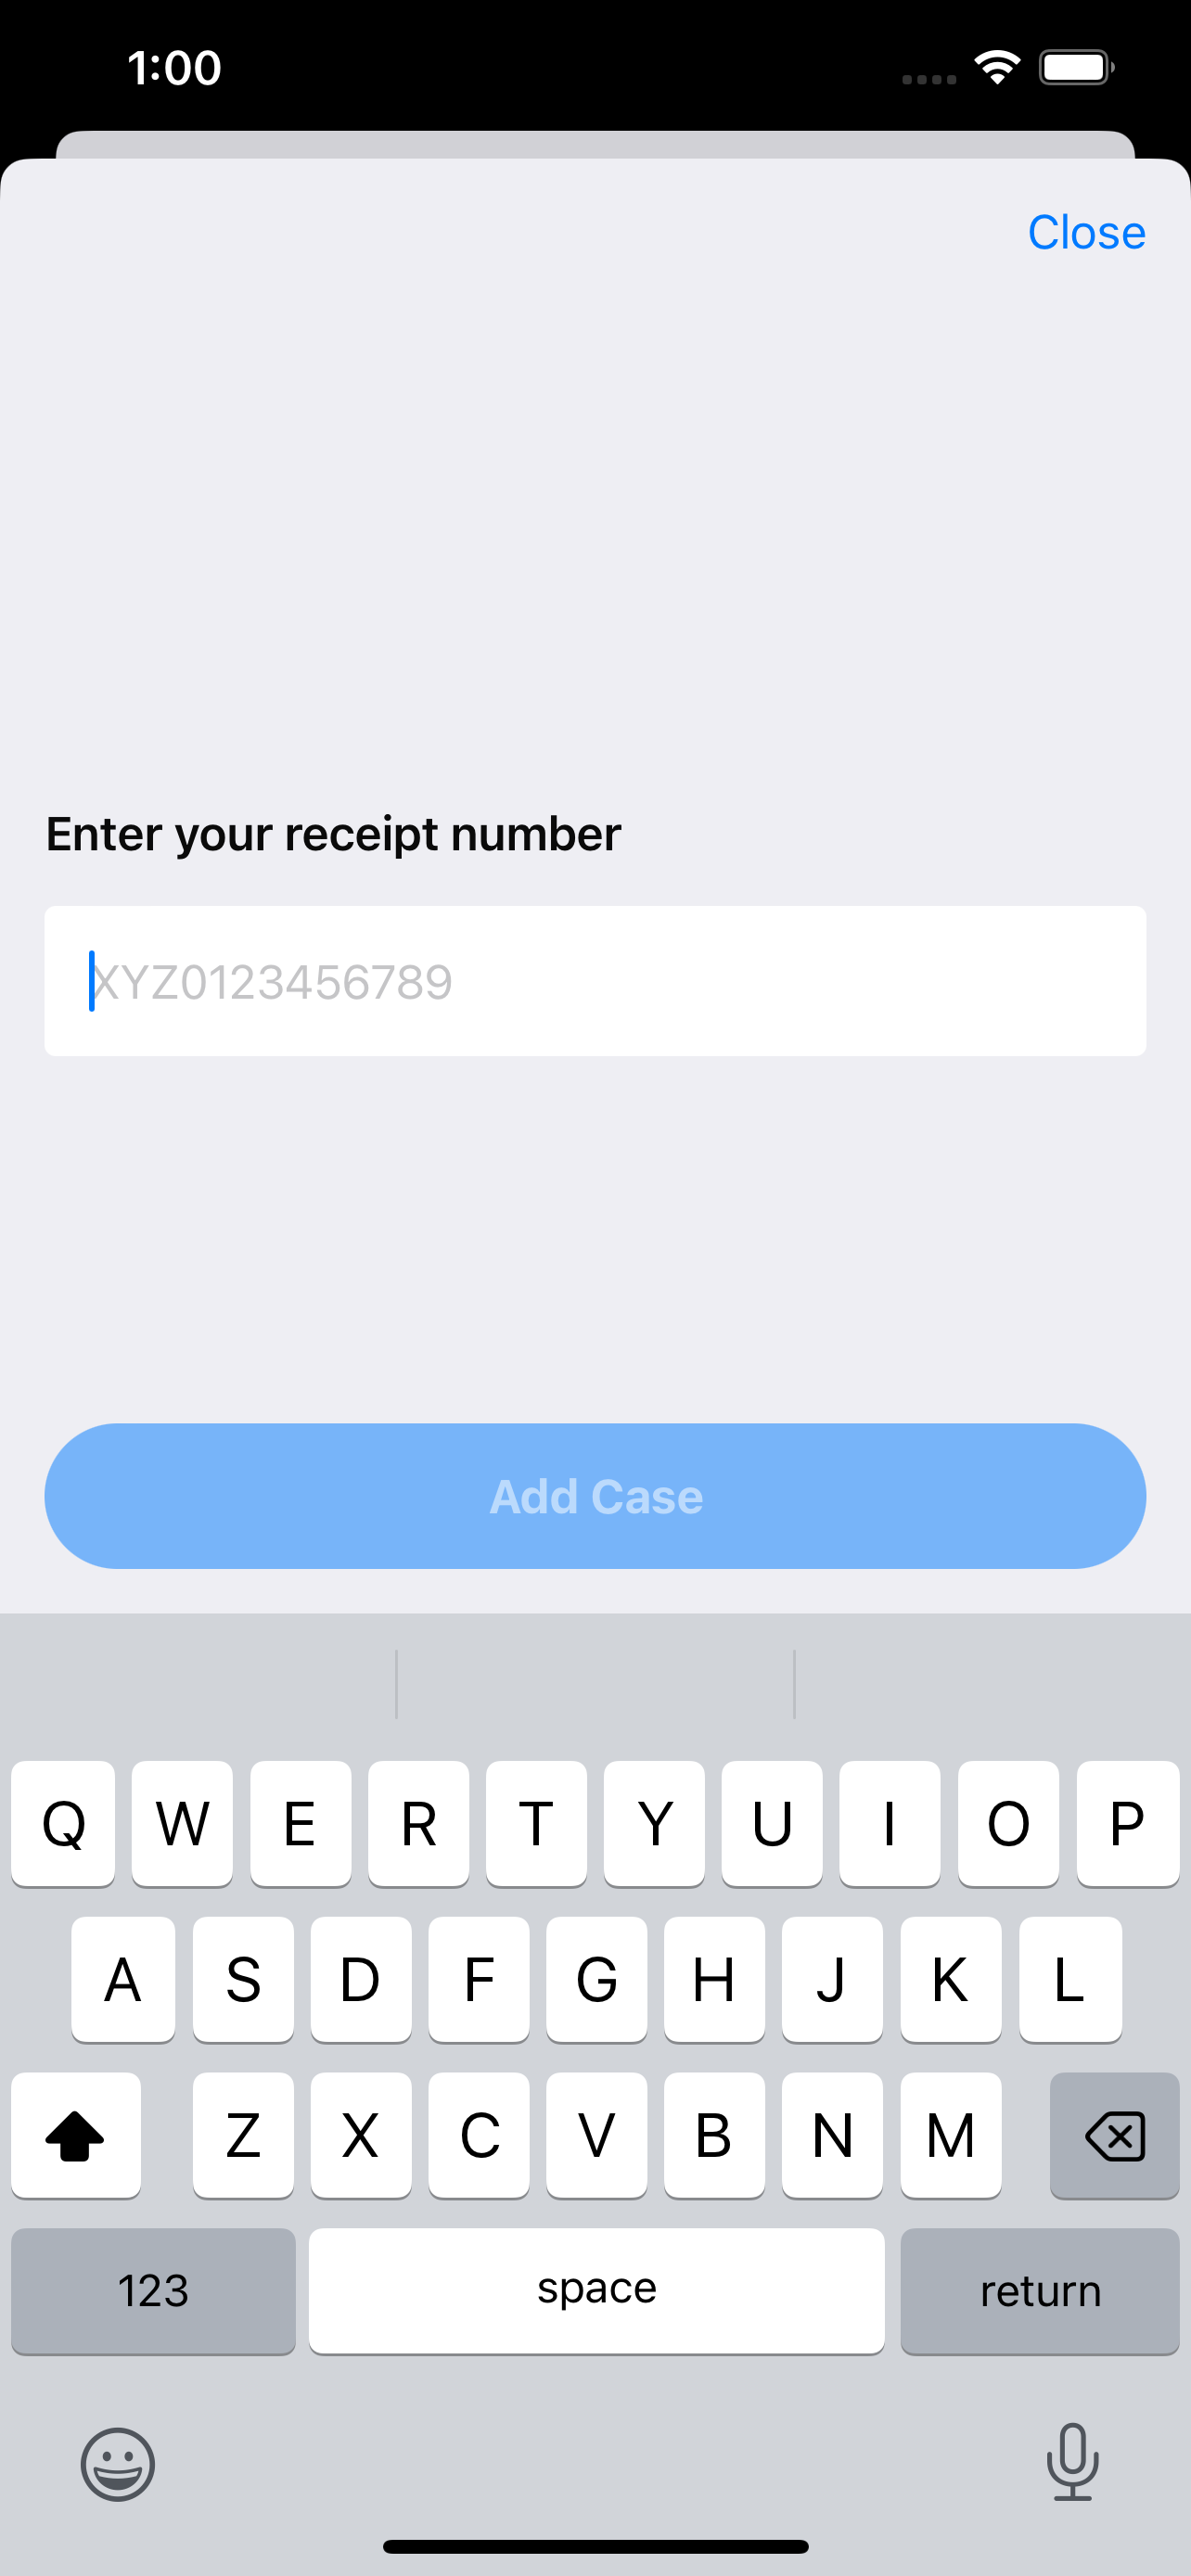 1:00
Close
Enter your receipt number
XYZ0123456789
Add Case
Q W E R T Y U I O P
A S D F G H J K L
Z X C V B N M
123 space return